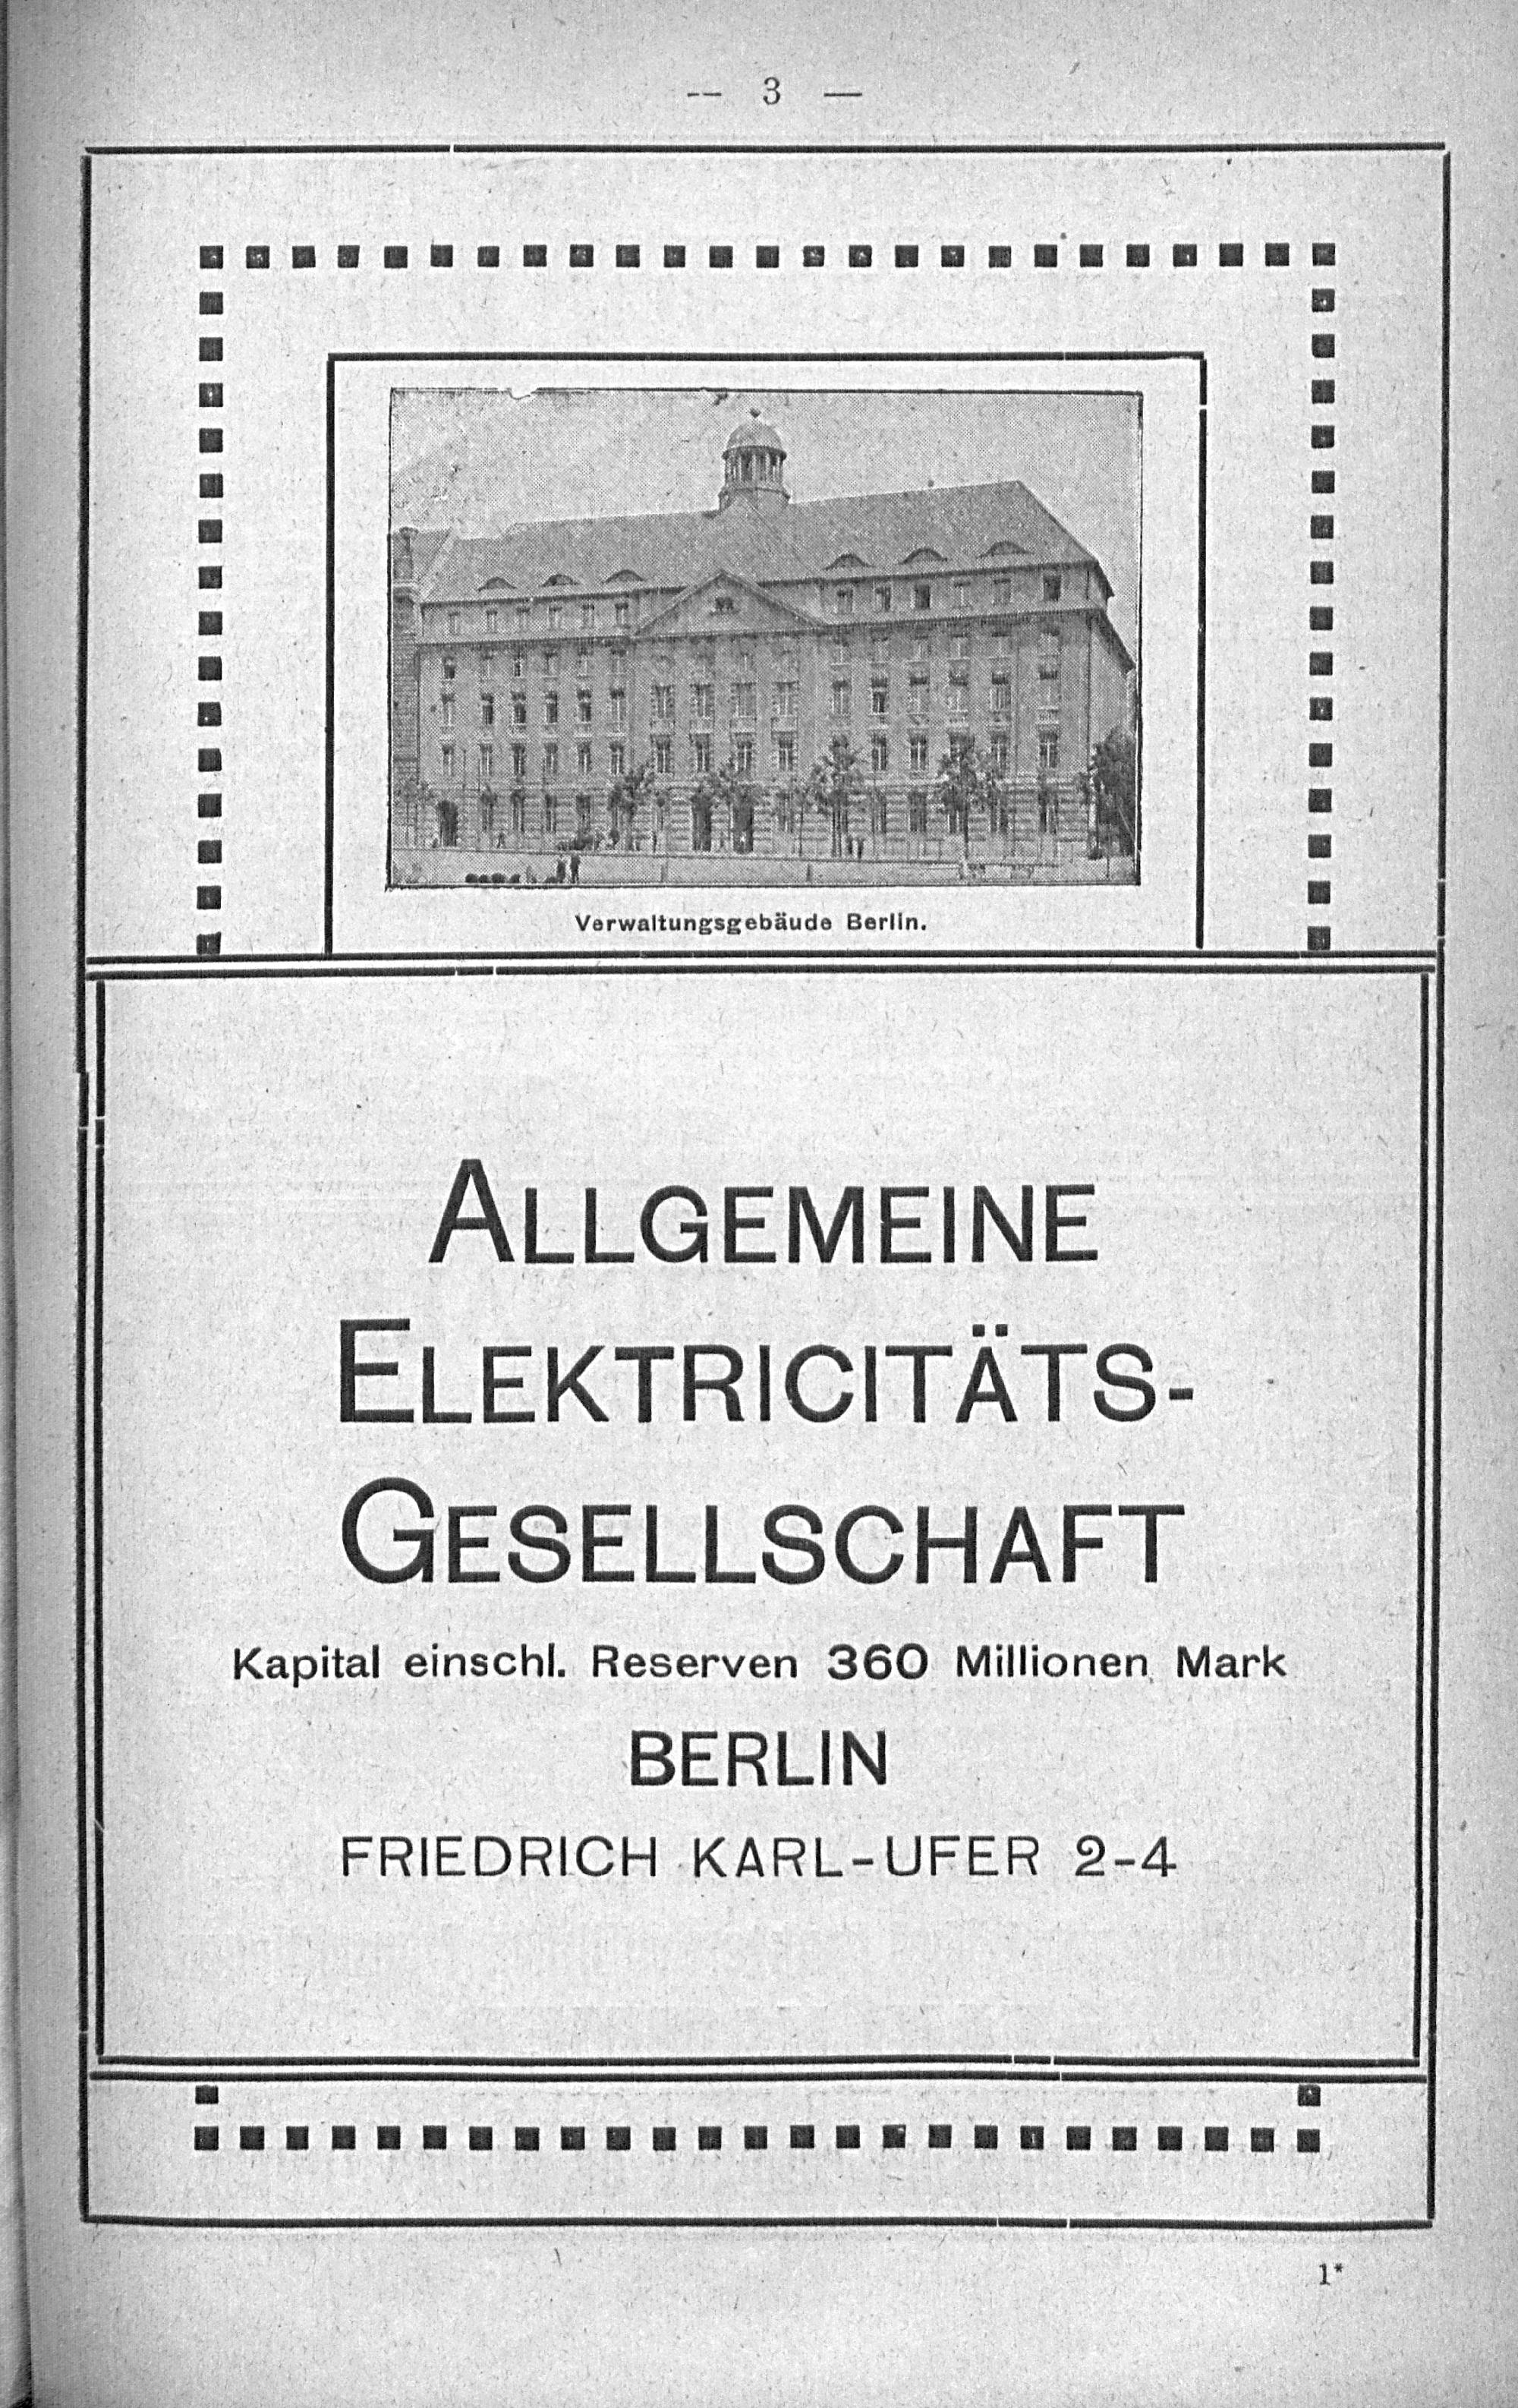 — 3 —
Verwaltungsgebäude Berlin.
ALLGEMEINE
ELEKTRICITÄTS-
GESELLSCHAFT
Kapital einschl. Reserven 360 Millionen Mark
BERLIN
FRIEDRICH KARL-UFER 2-4
1*